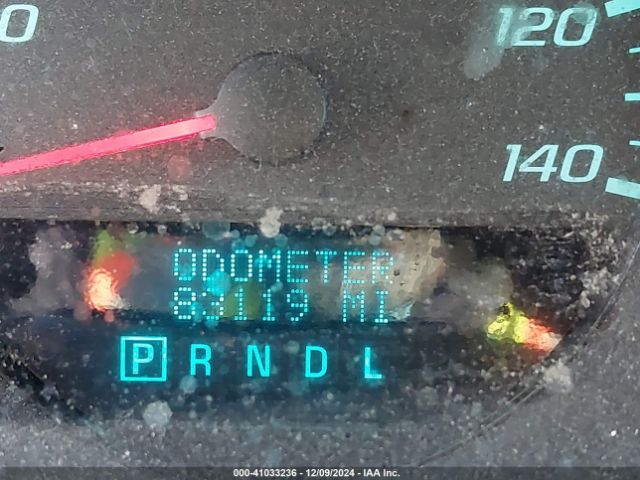 0 120
140
ODOMETER
83119 MI
P R N D L
000-41033236 - 12/09/2024 - IAA Inc.